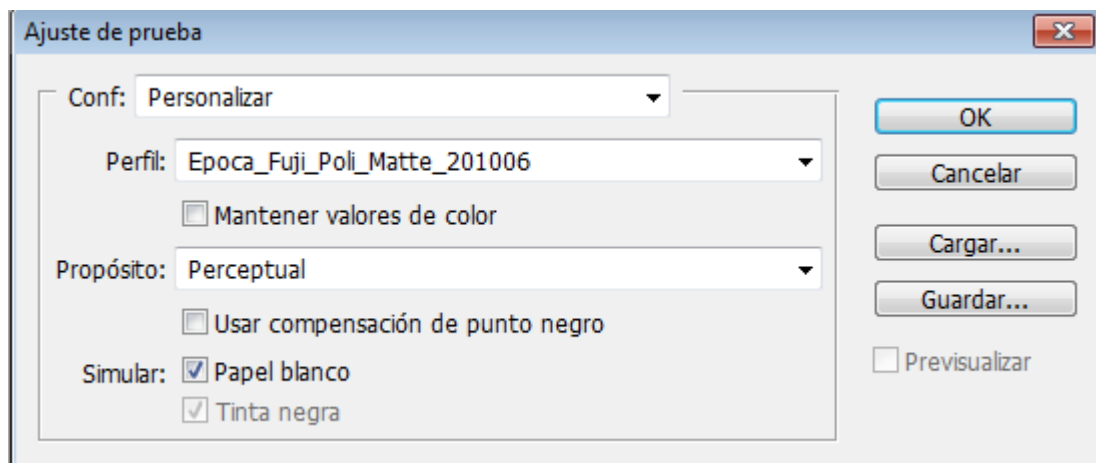 Ajuste de prueba
Conf: Personalizar
OK
Perfil: Epoca_Fuji_Poli_Matte_201006
Cancelar
Mantener valores de color
Cargar...
Propósito: Perceptual
Guardar...
Usar compensación de punto negro
Simular: Papel blanco
Previsualizar
Tinta negra